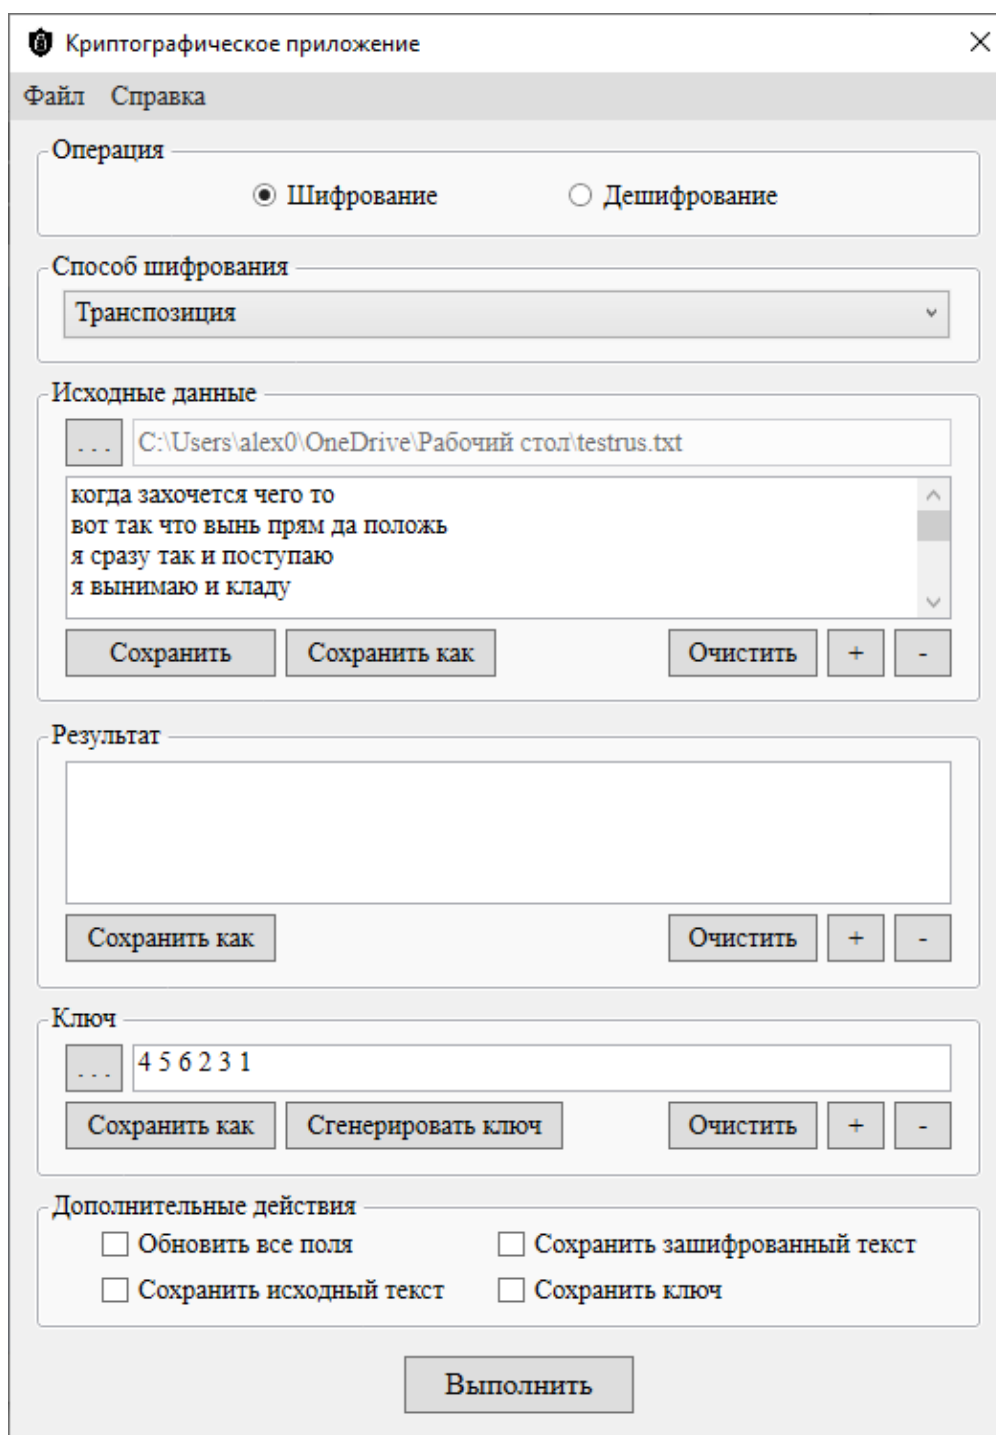 Криптографическое приложение
Файл Справка
Операция
Шифрование Дешифрование
Способ шифрования
Транспозиция
Исходные данные
... C:\Users\alex0\OneDrive\Рабочий стол\testrus.txt
когда захочется чего то
вот так что вынь прям да положь
я сразу так и поступаю
я вынимаю и кладу
Сохранить Сохранить как Очистить + -
Результат
Сохранить как Очистить + -
Ключ
... 4 5 6 2 3 1
Сохранить как Сгенерировать ключ Очистить + -
Дополнительные действия
Обновить все поля Сохранить зашифрованный текст
Сохранить исходный текст Сохранить ключ
Выполнить